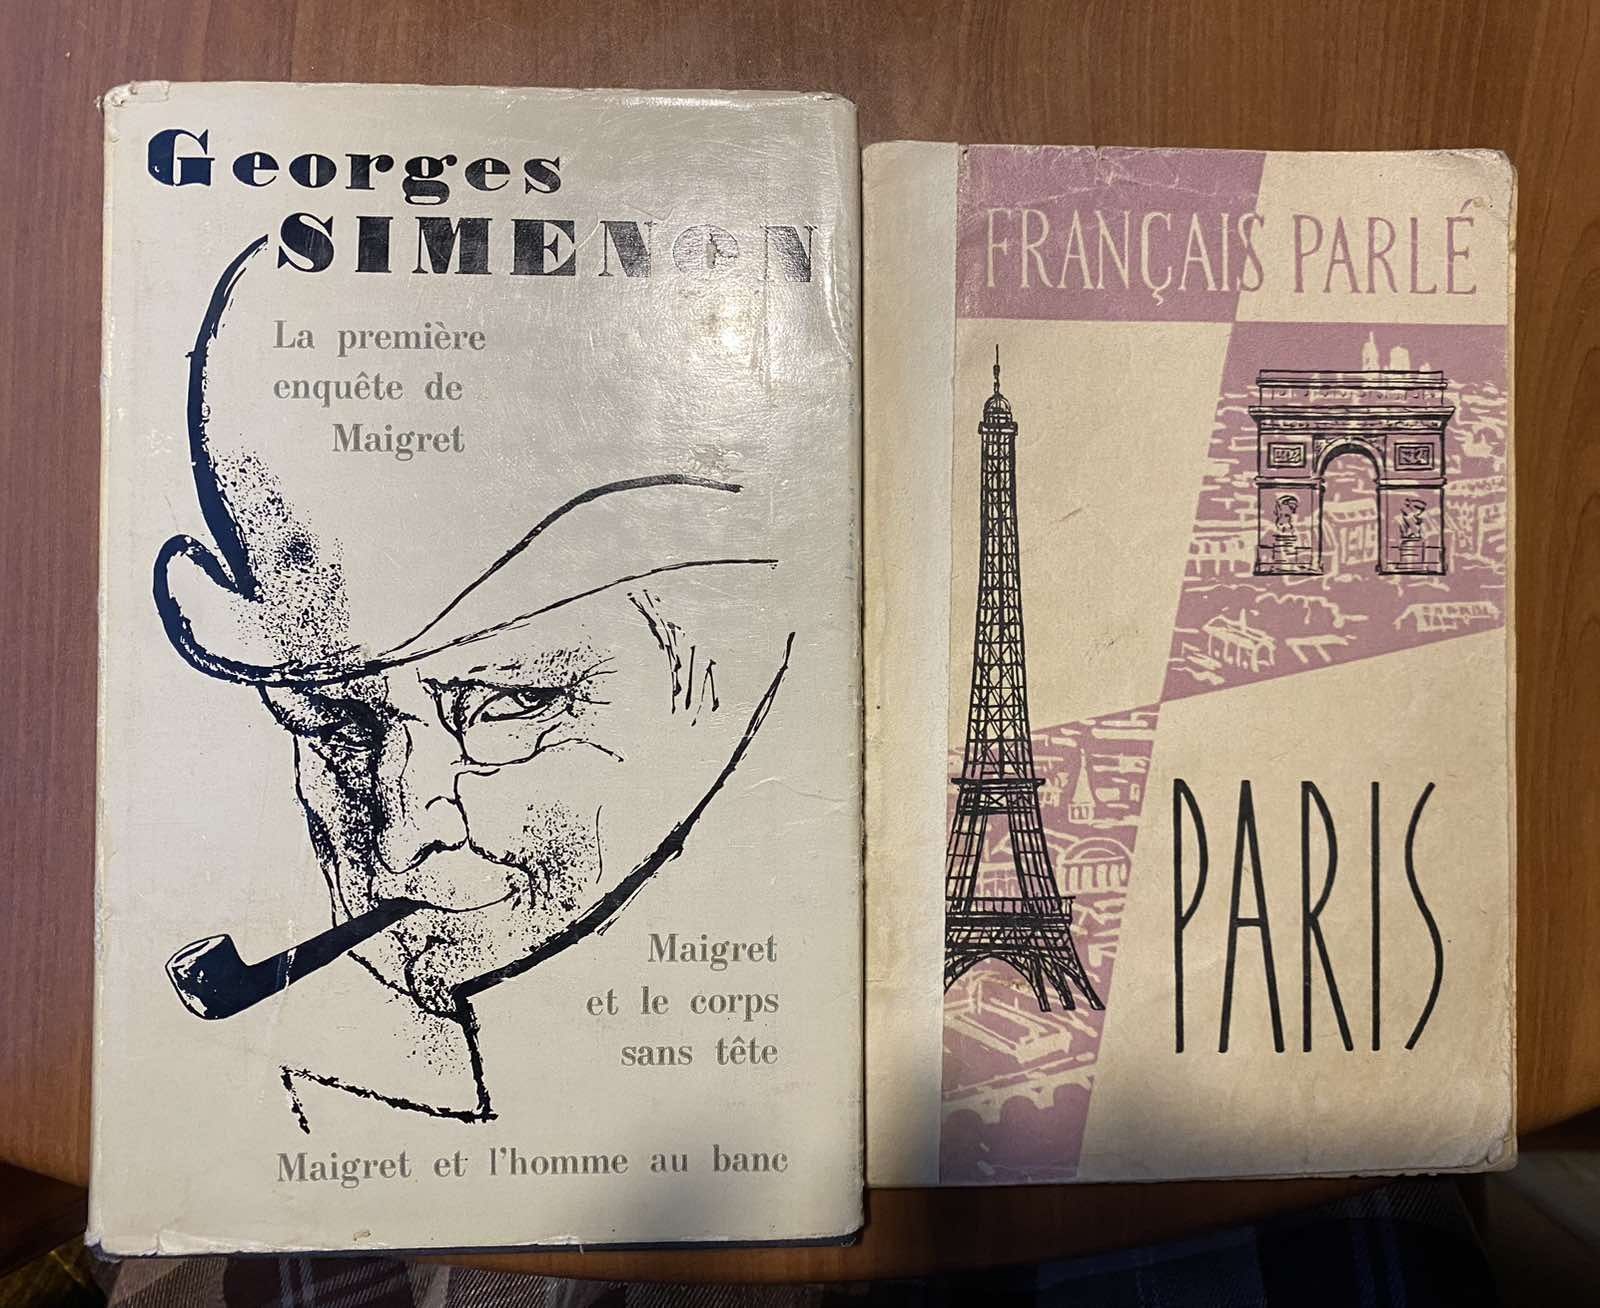 Georges
SIMENON
La première
enquête de
Maigret
Maigret
et le corps
sans tête
Maigret et l'homme au banc
FRANÇAIS PARLÉ
PARIS